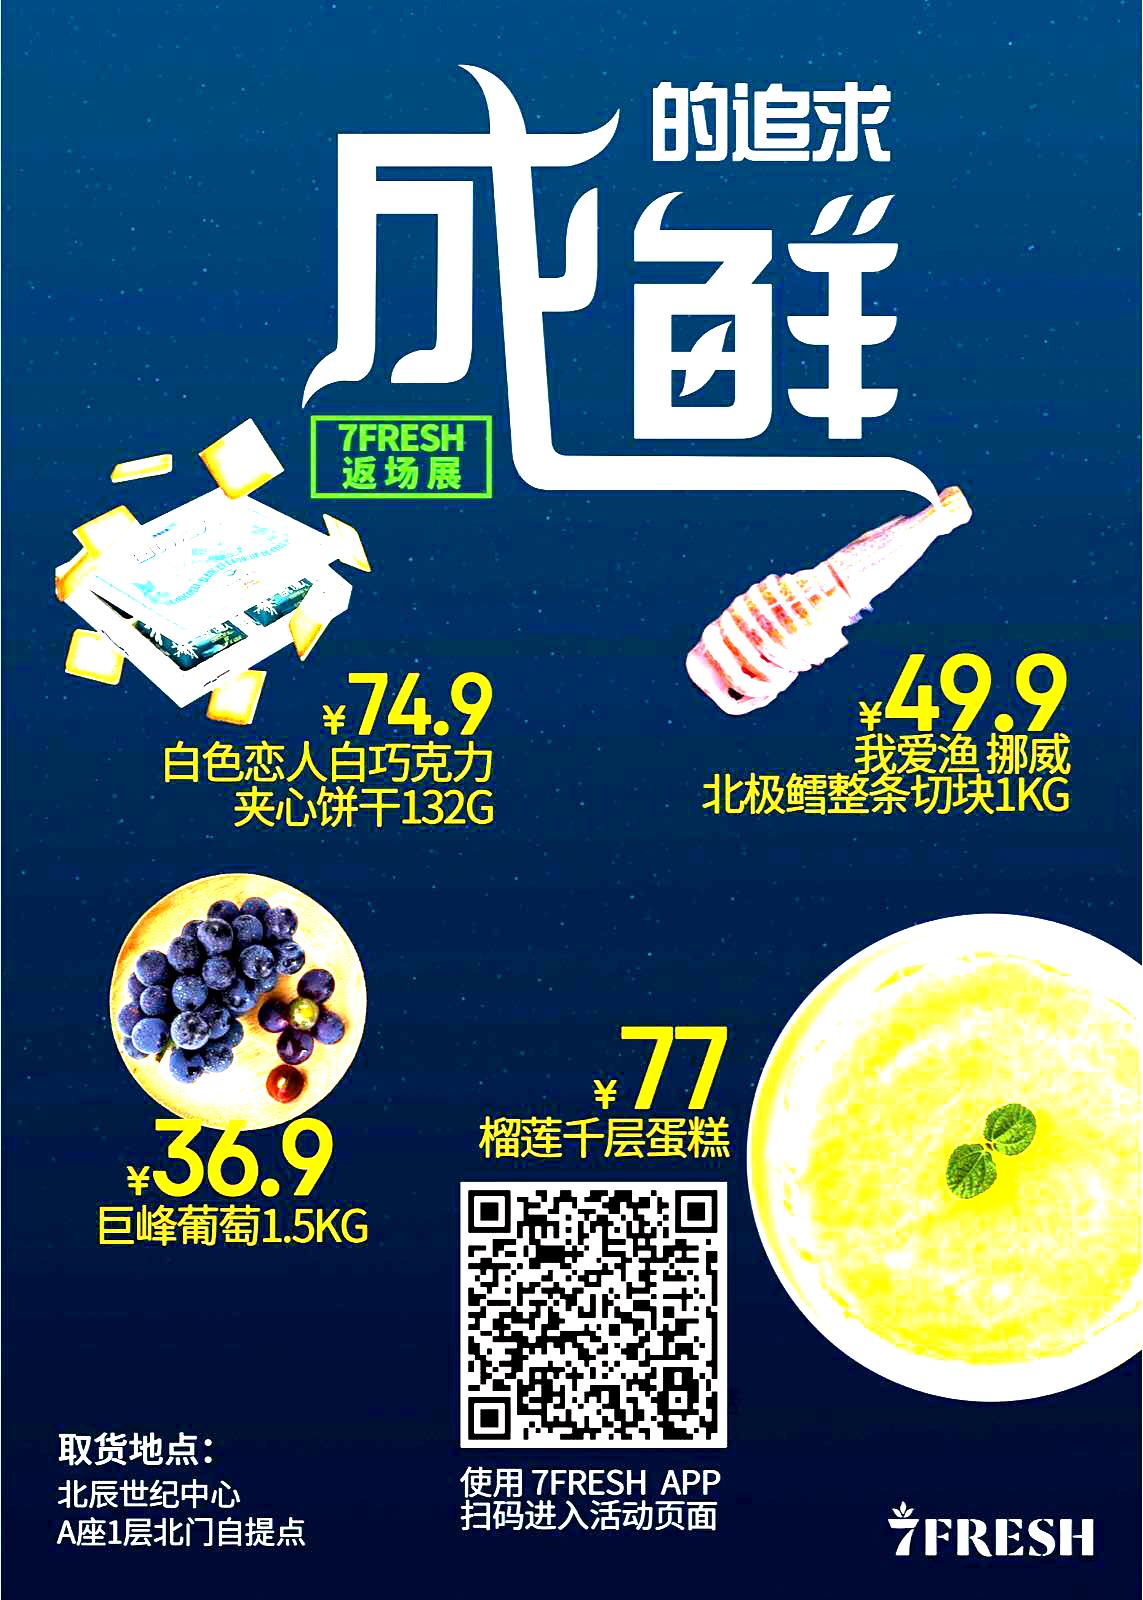 成鲜
的追求
7FRESH
返场展
¥74.9
白色恋人白巧克力
夹心饼干132G
¥49.9
我爱渔 挪威
北极鳕整条切块1KG
¥36.9
巨峰葡萄1.5KG
¥77
榴莲千层蛋糕
取货地点：
北辰世纪中心
A座1层北门自提点
使用 7FRESH APP
扫码进入活动页面
7FRESH